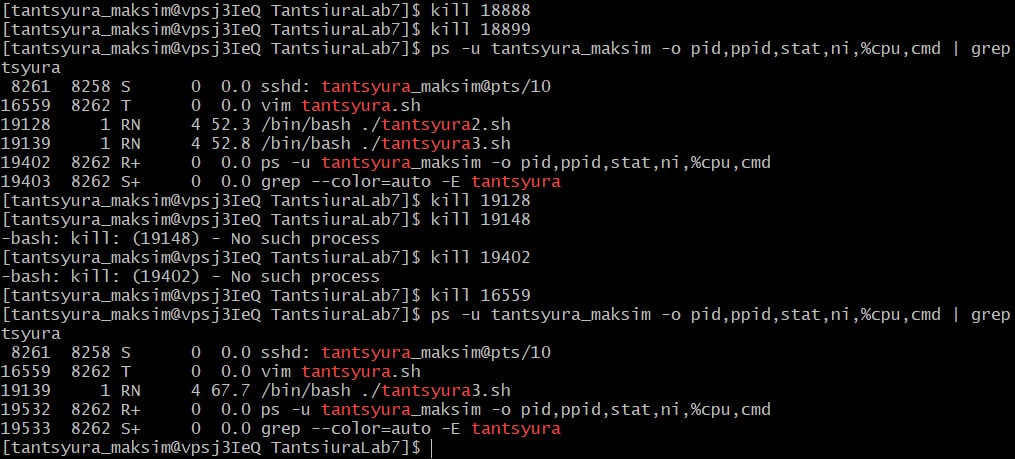 [tantsyura_maksim@vpsj3IeQ TantsiuraLab7]$ kill 18888
[tantsyura_maksim@vpsj3IeQ TantsiuraLab7]$ kill 18899
[tantsyura_maksim@vpsj3IeQ TantsiuraLab7]$ ps -u tantsyura_maksim -o pid,ppid,stat,ni,%cpu,cmd | grep
tsyura
 8261  8258 S     0  0.0 sshd: tantsyura_maksim@pts/10
16559  8262 T     0  0.0 vim tantsyura.sh
19128     1 RN    4 52.3 /bin/bash ./tantsyura2.sh
19139     1 RN    4 52.8 /bin/bash ./tantsyura3.sh
19402  8262 R+    0  0.0 ps -u tantsyura_maksim -o pid,ppid,stat,ni,%cpu,cmd
19403  8262 S+    0  0.0 grep --color=auto -E tantsyura
[tantsyura_maksim@vpsj3IeQ TantsiuraLab7]$ kill 19128
[tantsyura_maksim@vpsj3IeQ TantsiuraLab7]$ kill 19148
-bash: kill: (19148) - No such process
[tantsyura_maksim@vpsj3IeQ TantsiuraLab7]$ kill 19402
-bash: kill: (19402) - No such process
[tantsyura_maksim@vpsj3IeQ TantsiuraLab7]$ kill 16559
[tantsyura_maksim@vpsj3IeQ TantsiuraLab7]$ ps -u tantsyura_maksim -o pid,ppid,stat,ni,%cpu,cmd | grep
tsyura
 8261  8258 S     0  0.0 sshd: tantsyura_maksim@pts/10
16559  8262 T     0  0.0 vim tantsyura.sh
19139     1 RN    4 67.7 /bin/bash ./tantsyura3.sh
19532  8262 R+    0  0.0 ps -u tantsyura_maksim -o pid,ppid,stat,ni,%cpu,cmd
19533  8262 S+    0  0.0 grep --color=auto -E tantsyura
[tantsyura_maksim@vpsj3IeQ TantsiuraLab7]$